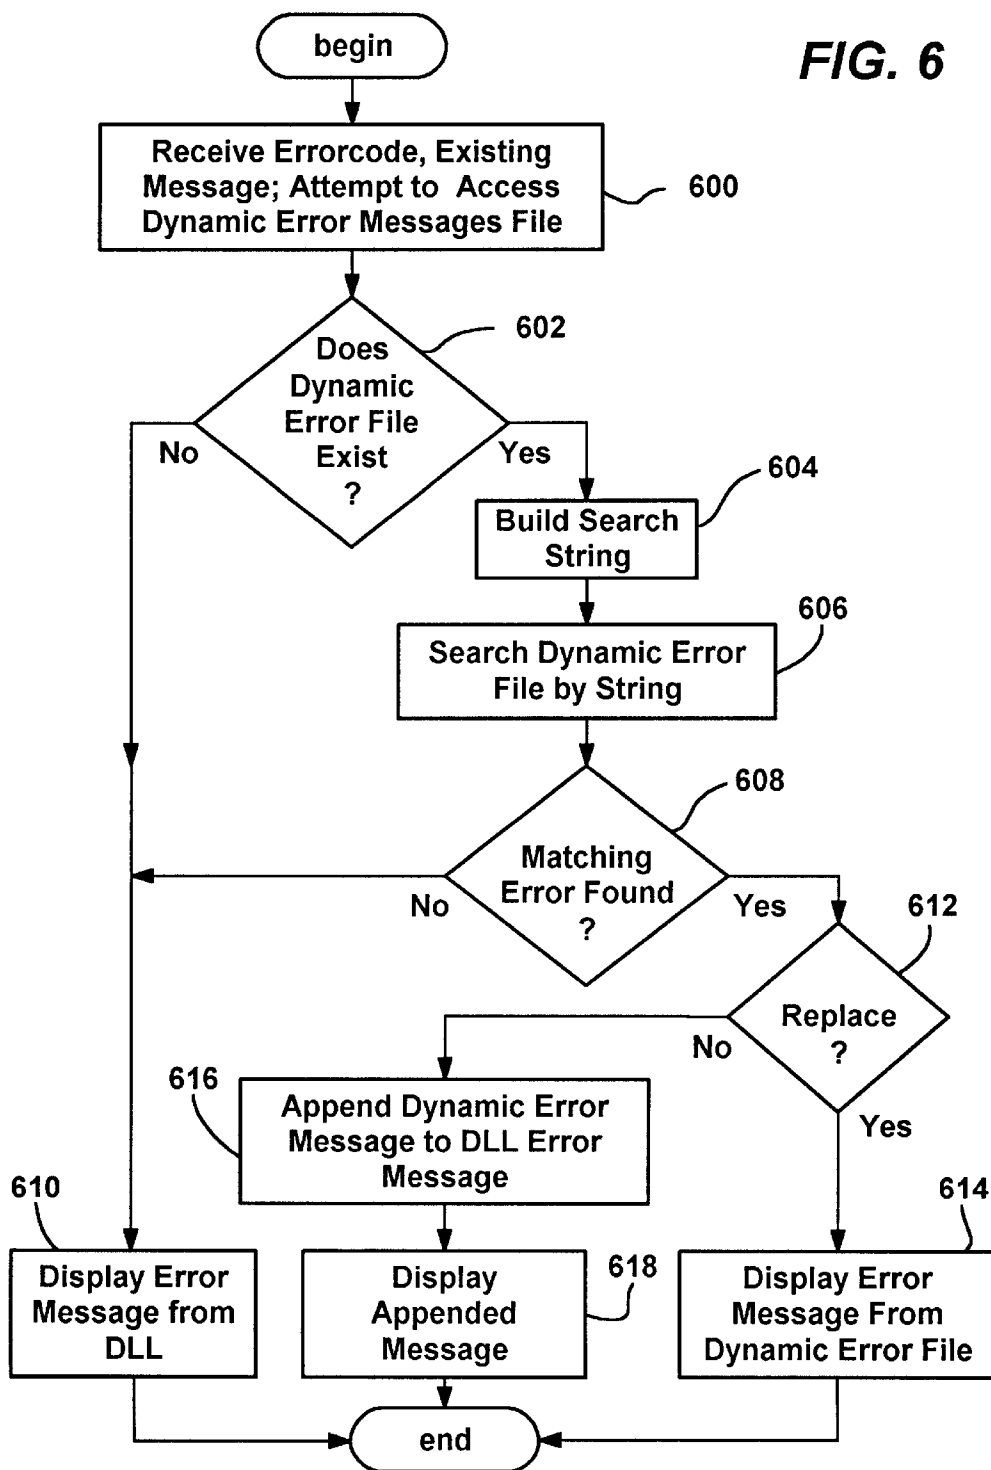 begin
FIG. 6
Receive Errorcode, Existing
Message; Attempt to Access
Dynamic Error Messages File
600
602
Does
Dynamic
Error File
Exist
?
No
Yes
604
Build Search
String
606
Search Dynamic Error
File by String
608
Matching
Error Found
?
No
Yes
612
Replace
?
No
Yes
616
Append Dynamic Error
Message to DLL Error
Message
610
Display Error
Message from
DLL
618
Display
Appended
Message
614
Display Error
Message From
Dynamic Error File
end